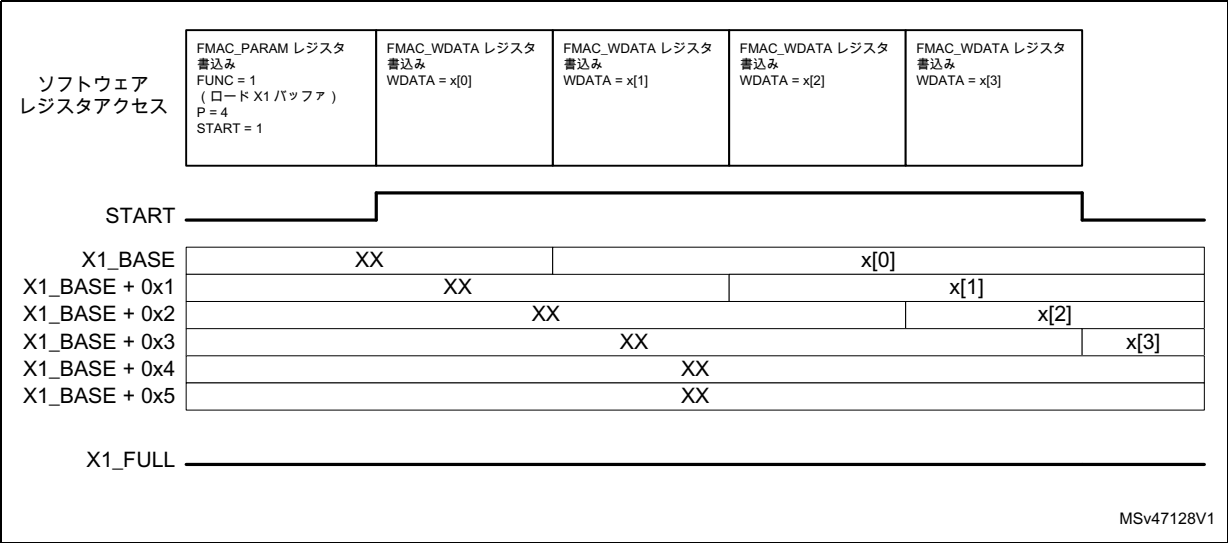 ソフトウェア
レジスタアクセス
FMAC_PARAM レジスタ
書込み
FUNC = 1
( ロード X1 バッファ )
P = 4
START = 1
FMAC_WDATA レジスタ
書込み
WDATA = x[0]
FMAC_WDATA レジスタ
書込み
WDATA = x[1]
FMAC_WDATA レジスタ
書込み
WDATA = x[2]
FMAC_WDATA レジスタ
書込み
WDATA = x[3]
START
X1_BASE XX x[0]
X1_BASE + 0x1 XX x[1]
X1_BASE + 0x2 XX x[2]
X1_BASE + 0x3 XX x[3]
X1_BASE + 0x4 XX
X1_BASE + 0x5 XX
X1_FULL
MSv47128V1